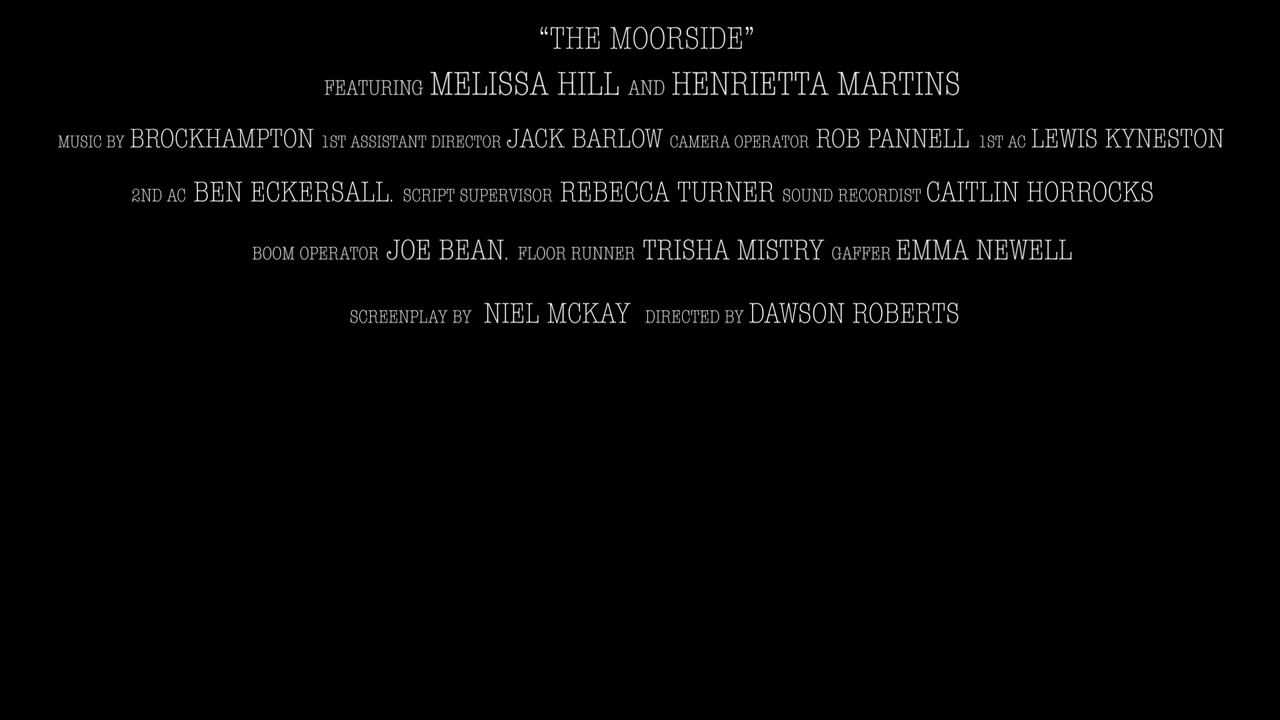 “THE MOORSIDE”
FEATURING MELISSA HILL AND HENRIETTA MARTINS
MUSIC BY BROCKHAMPTON 1ST ASSISTANT DIRECTOR JACK BARLOW CAMERA OPERATOR ROB PANNELL 1ST AC LEWIS KYNESTON
2ND AC BEN ECKERSALL. SCRIPT SUPERVISOR REBECCA TURNER SOUND RECORDIST CAITLIN HORROCKS
BOOM OPERATOR JOE BEAN. FLOOR RUNNER TRISHA MISTRY GAFFER EMMA NEWELL
SCREENPLAY BY NIEL MCKAY DIRECTED BY DAWSON ROBERTS